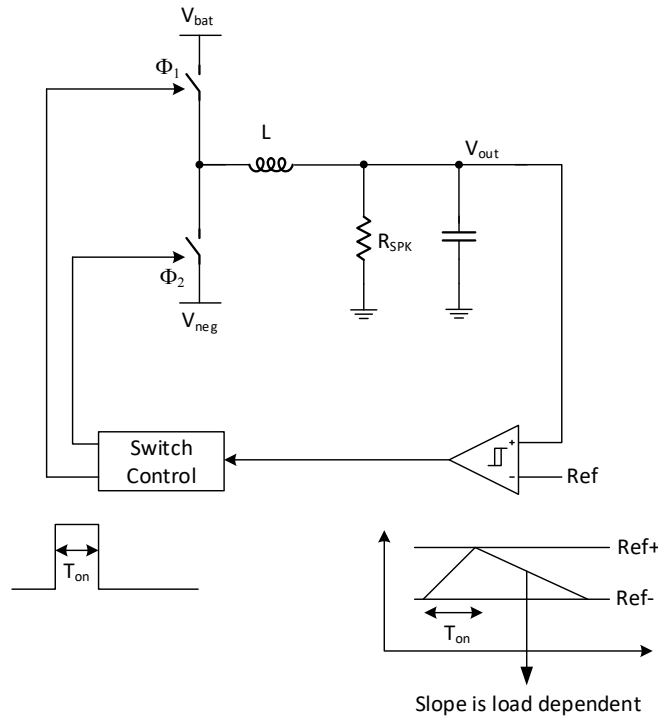 Vbat
Φ1
L
Vout
RSPK
Φ2
Vneg
+
Switch
Control
-
Ref
Ref+
Ton
Ref-
Ton
Slope is load dependent